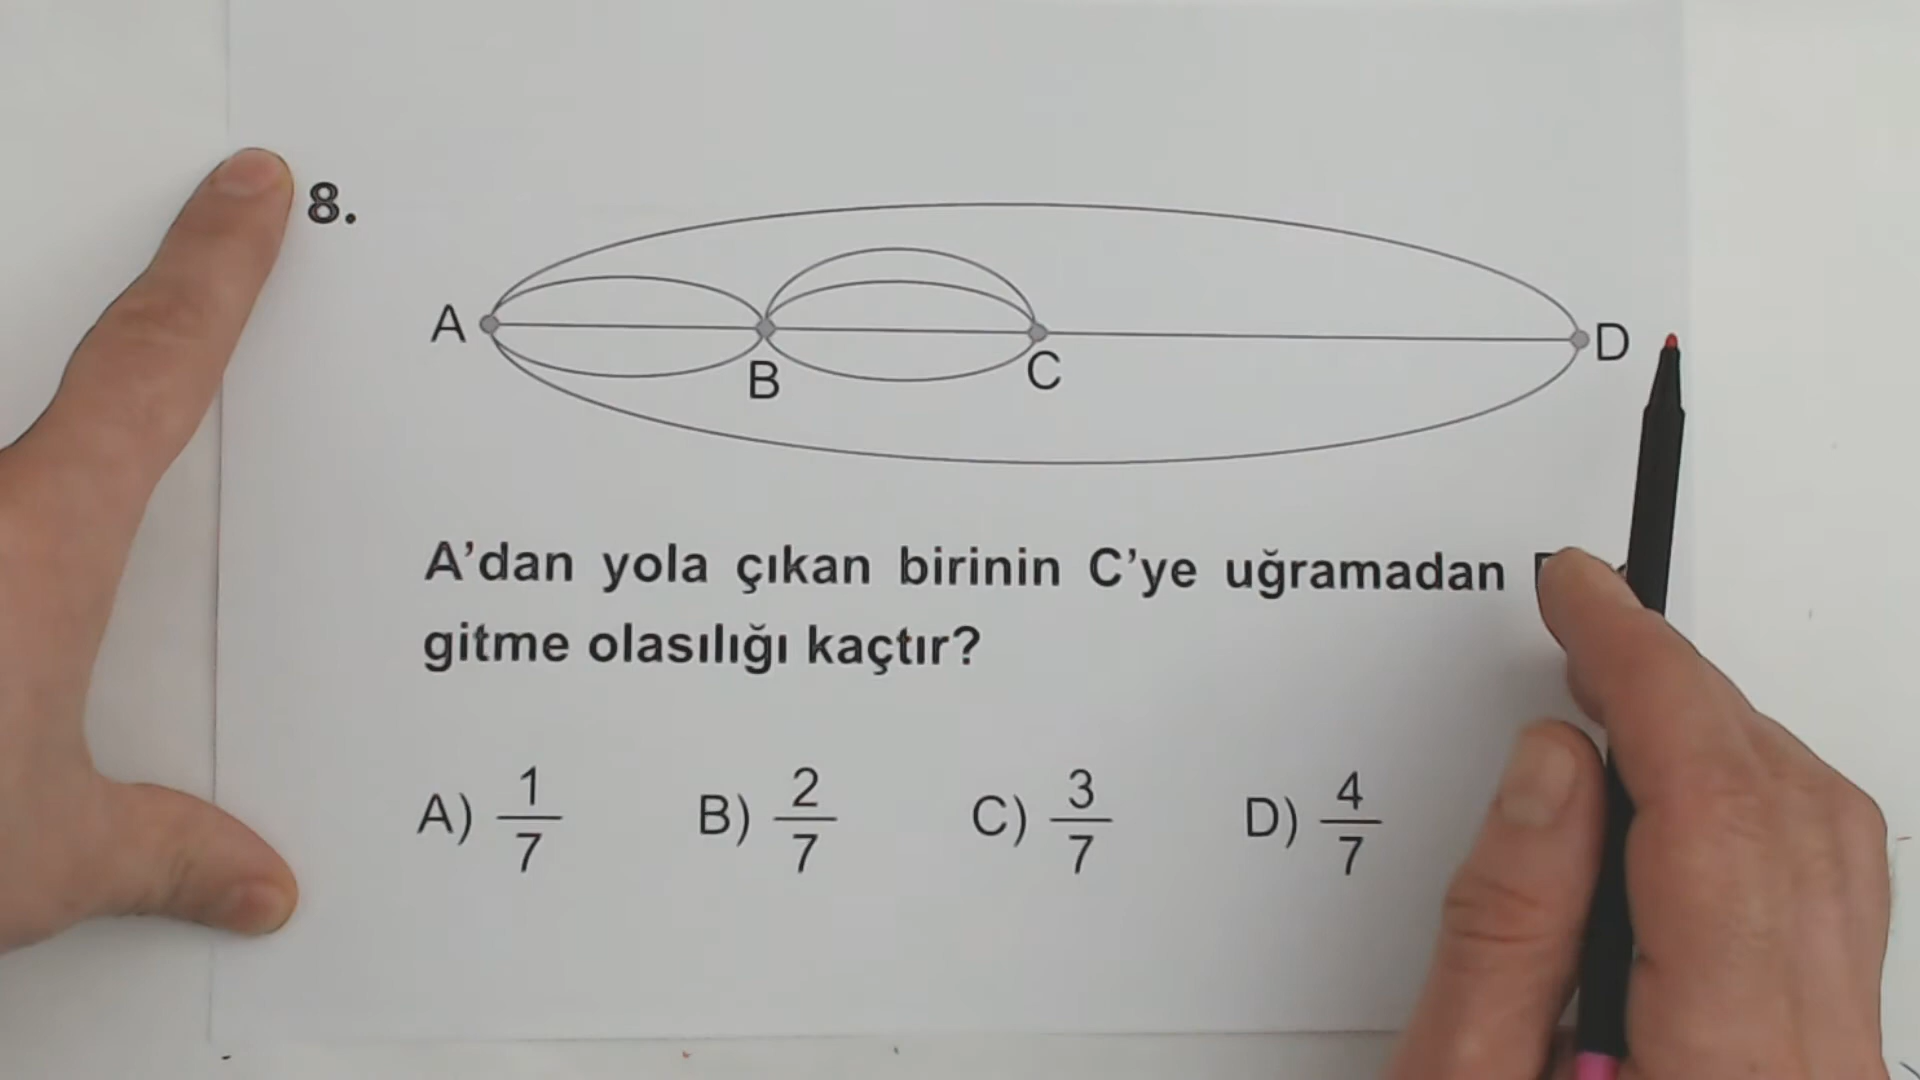 8.
A B C D
A'dan yola çıkan birinin C'ye uğramadan
gitme olasılığı kaçtır?
A) 1/7 B) 2/7 C) 3/7 D) 4/7